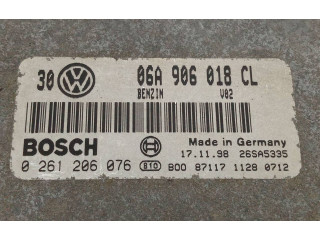 30 VW 06A 906 018 CL
BENZIN V02
BOSCH Made in Germany
17.11.98 26SA5335
0 261 206 076 810 B00 87117 1128 0712